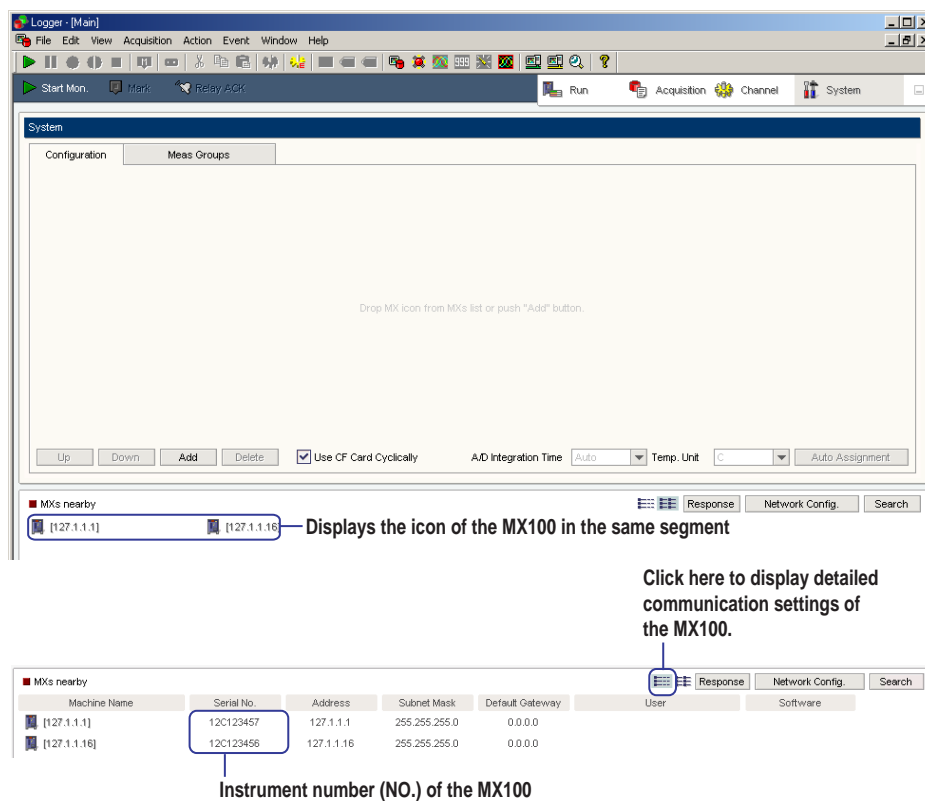 Logger - [Main]
File Edit View Acquisition Action Event Window Help
Start Mon. Mark Relay ACK Run Acquisition Channel System
System
Configuration Meas Groups
Drop MX icon from MXs list or push "Add" button.
Up Down Add Delete Use CF Card Cyclically A/D Integration Time Auto Temp. Unit C Auto Assignment
MXs nearby Response Network Config. Search
[127.1.1.1] [127.1.1.16] Displays the icon of the MX100 in the same segment
Click here to display detailed
communication settings of
the MX100.
MXs nearby Response Network Config. Search
Machine Name Serial No. Address Subnet Mask Default Gateway User Software
[127.1.1.1] 12C123457 127.1.1.1 255.255.255.0 0.0.0.0
[127.1.1.16] 12C123456 127.1.1.16 255.255.255.0 0.0.0.0
Instrument number (NO.) of the MX100